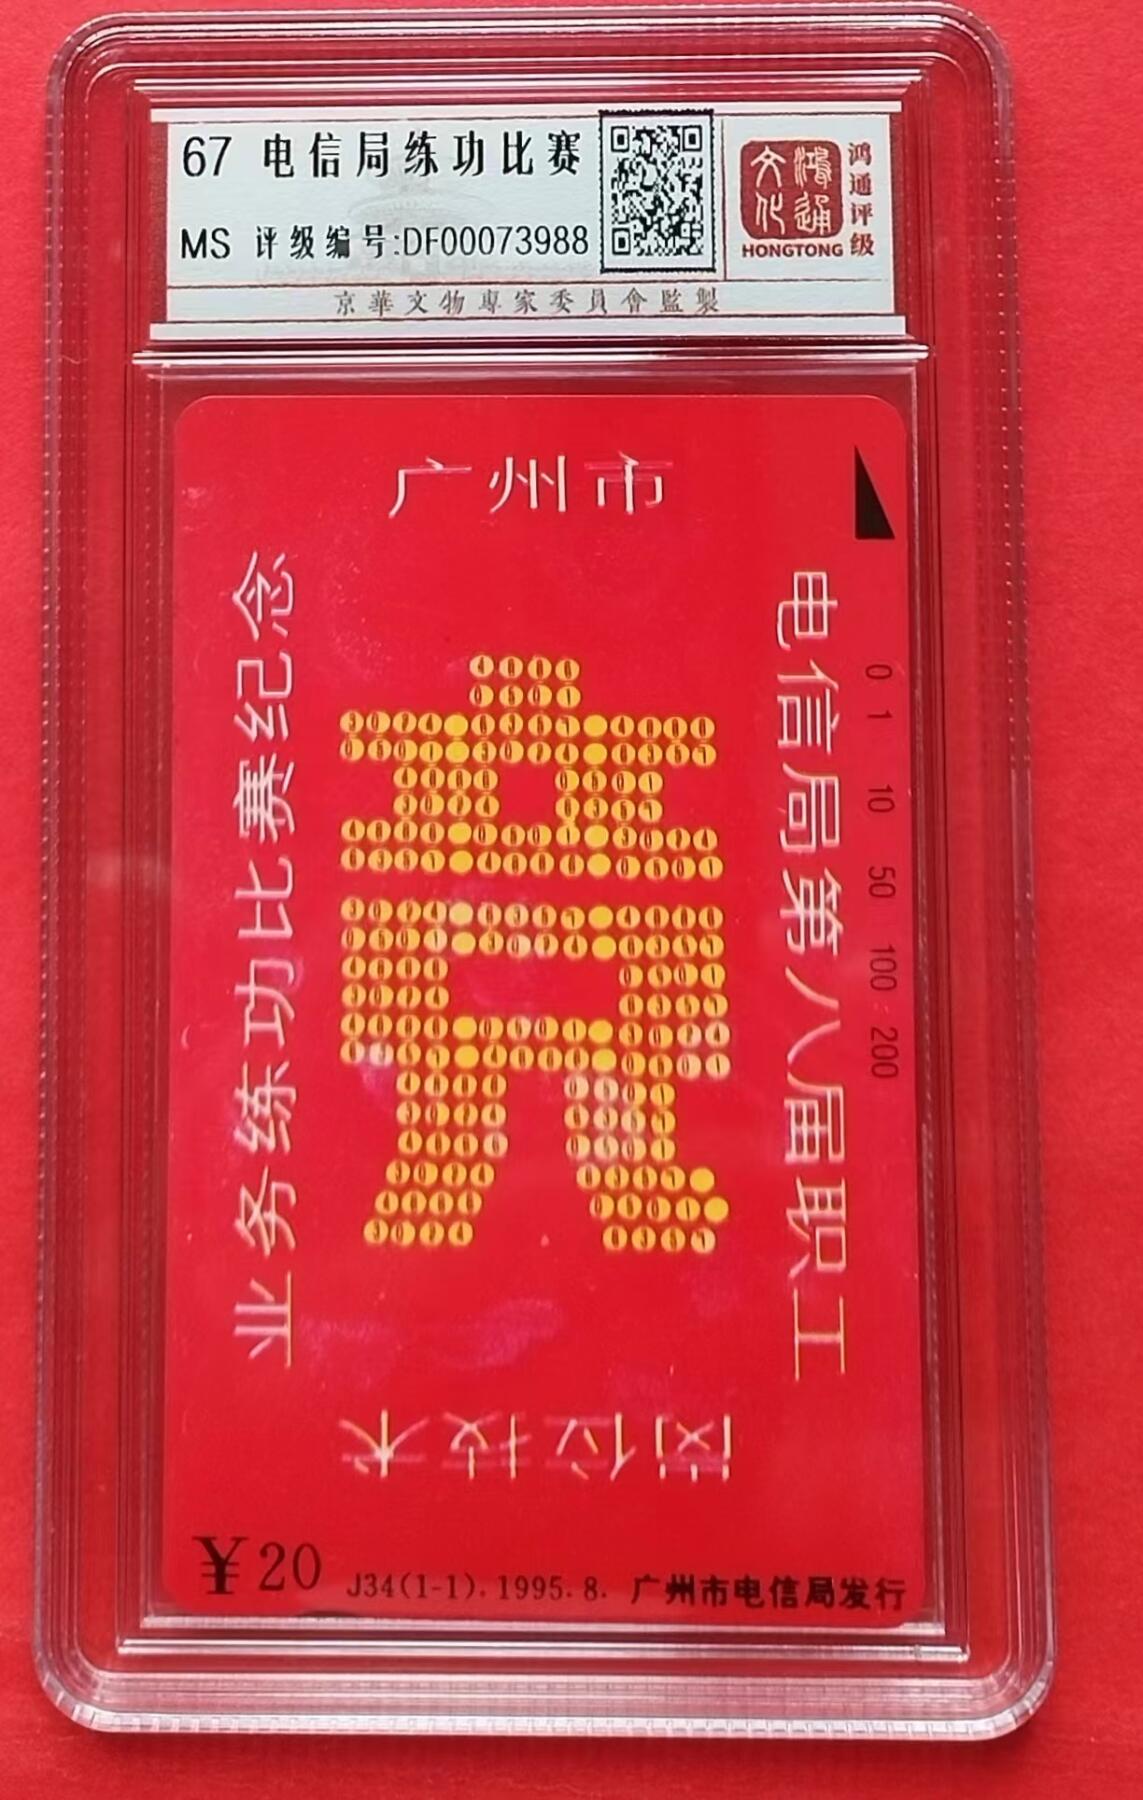 67 电信局练功比赛
MS 评级编号:DF00073988
鸿通文化
HONGTONG
鸿通评级
京華文物專家委員會監製
广州市
电信局第八届职工
岗位技术
业务练功比赛纪念
0 1 10 50 100 200
竞
¥20
J34(1-1).1995.8. 广州市电信局发行